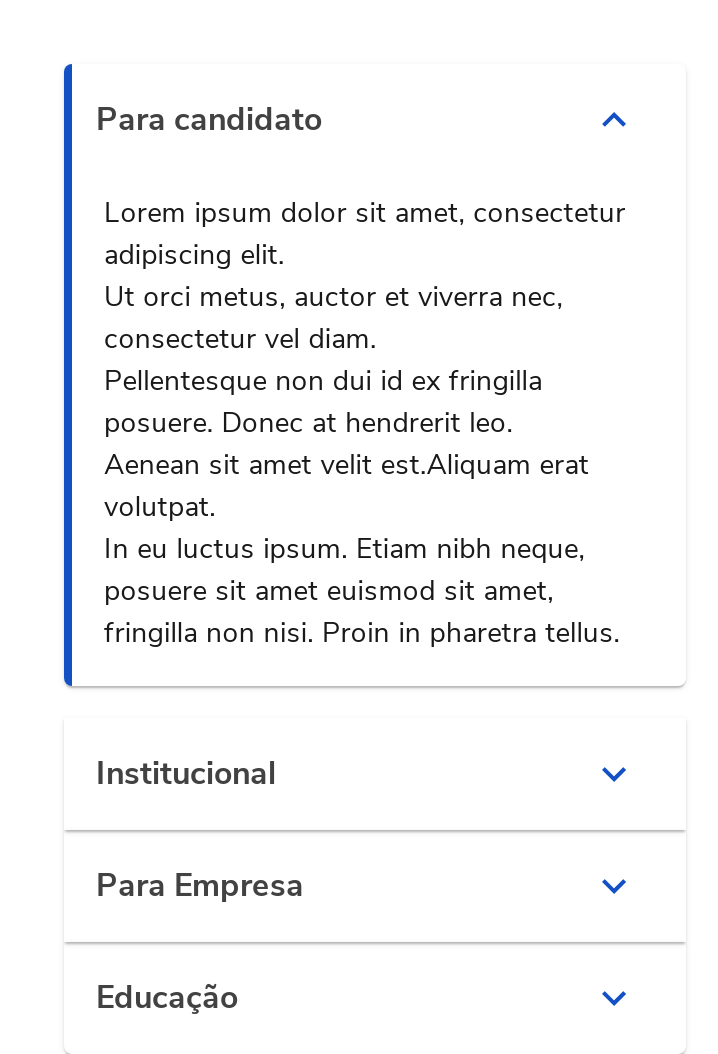 Para candidato
Lorem ipsum dolor sit amet, consectetur
adipiscing elit.
Ut orci metus, auctor et viverra nec,
consectetur vel diam.
Pellentesque non dui id ex fringilla
posuere. Donec at hendrerit leo.
Aenean sit amet velit est.Aliquam erat
volutpat.
In eu luctus ipsum. Etiam nibh neque,
posuere sit amet euismod sit amet,
fringilla non nisi. Proin in pharetra tellus.
Institucional
Para Empresa
Educação